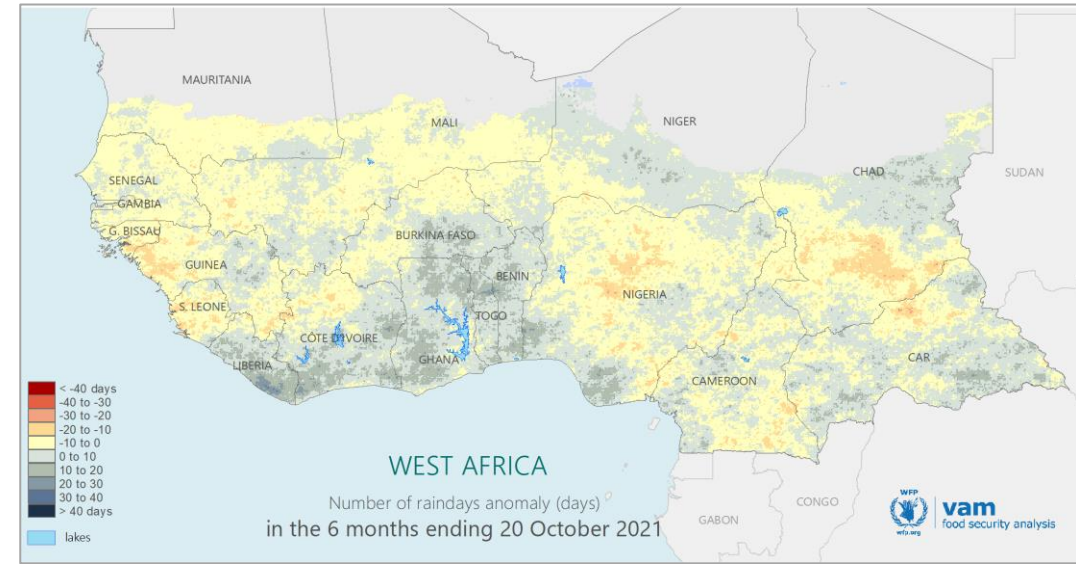 MAURITANIA
MALI
NIGER
CHAD
SUDAN
SENEGAL
GAMBIA
G. BISSAU
GUINEA
BURKINA FASO
BENIN
NIGERIA
S. LEONE
TOGO
CÔTE D'IVOIRE
GHANA
LIBERIA
CAR
CAMEROON
GABON
CONGO
< -40 days
-40 to -30
-30 to -20
-20 to -10
-10 to 0
0 to 10
10 to 20
20 to 30
30 to 40
> 40 days
lakes
WEST AFRICA
Number of raindays anomaly (days)
in the 6 months ending 20 October 2021
WFP
wfp.org
vam
food security analysis